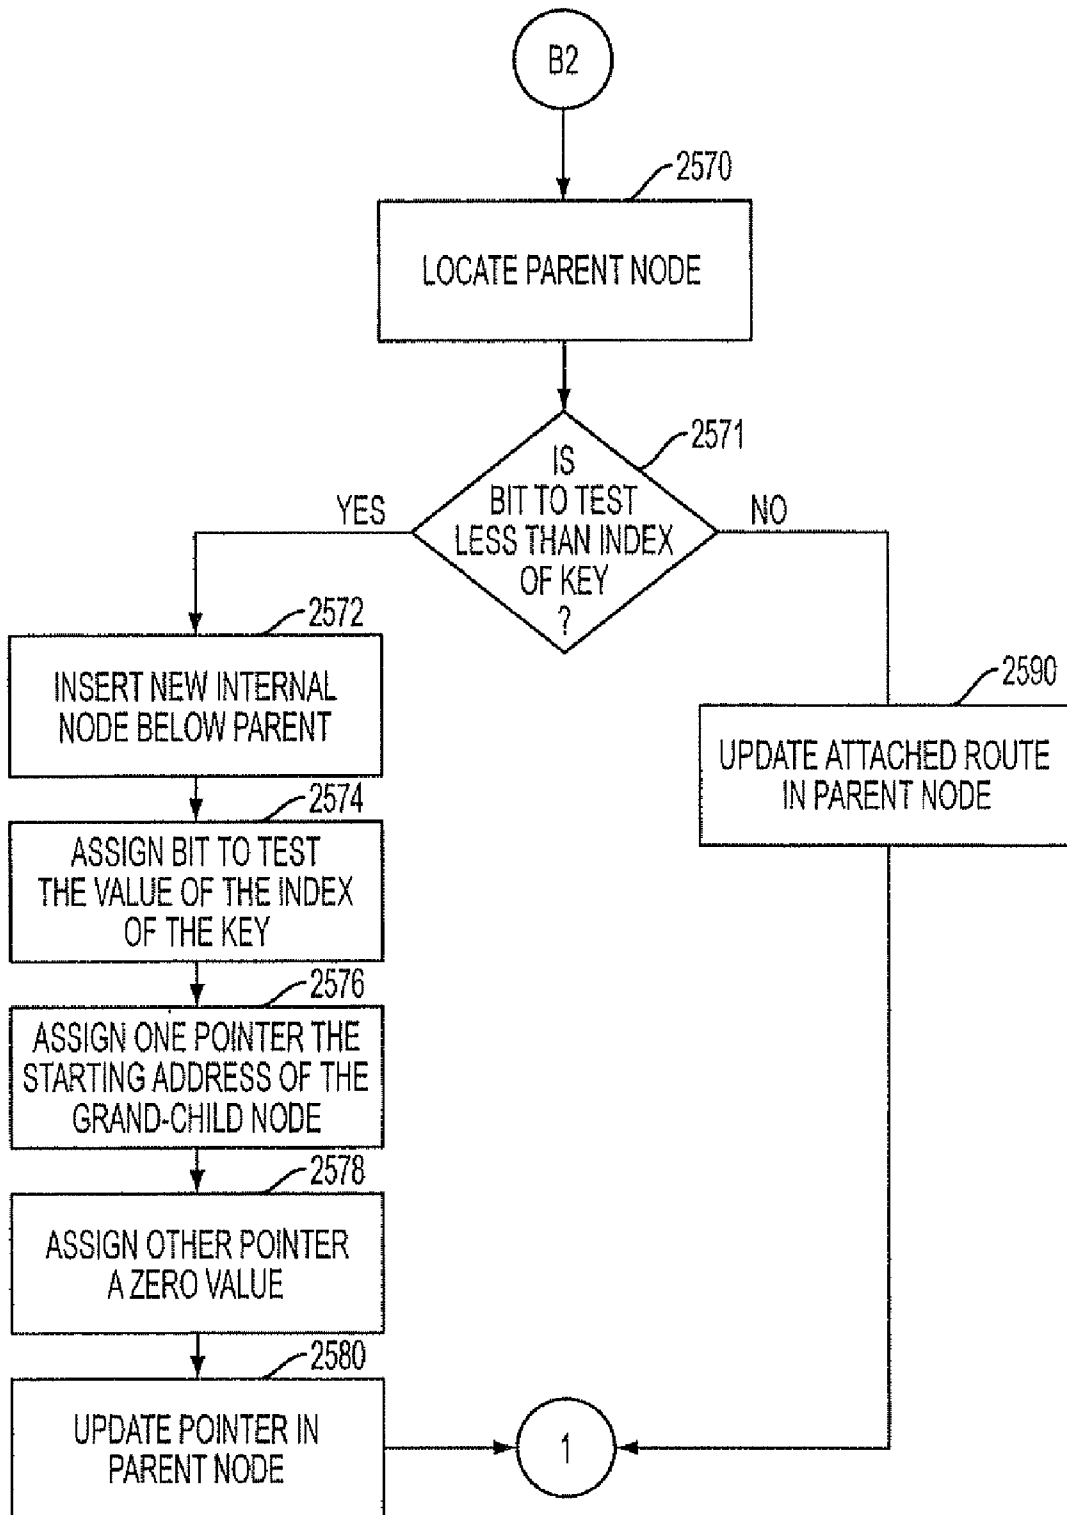 B2
2570
LOCATE PARENT NODE
2571
IS
BIT TO TEST
LESS THAN INDEX
OF KEY
?
YES
NO
2572
INSERT NEW INTERNAL
NODE BELOW PARENT
2590
UPDATE ATTACHED ROUTE
IN PARENT NODE
2574
ASSIGN BIT TO TEST
THE VALUE OF THE INDEX
OF THE KEY
2576
ASSIGN ONE POINTER THE
STARTING ADDRESS OF THE
GRAND-CHILD NODE
2578
ASSIGN OTHER POINTER
A ZERO VALUE
2580
UPDATE POINTER IN
PARENT NODE
1